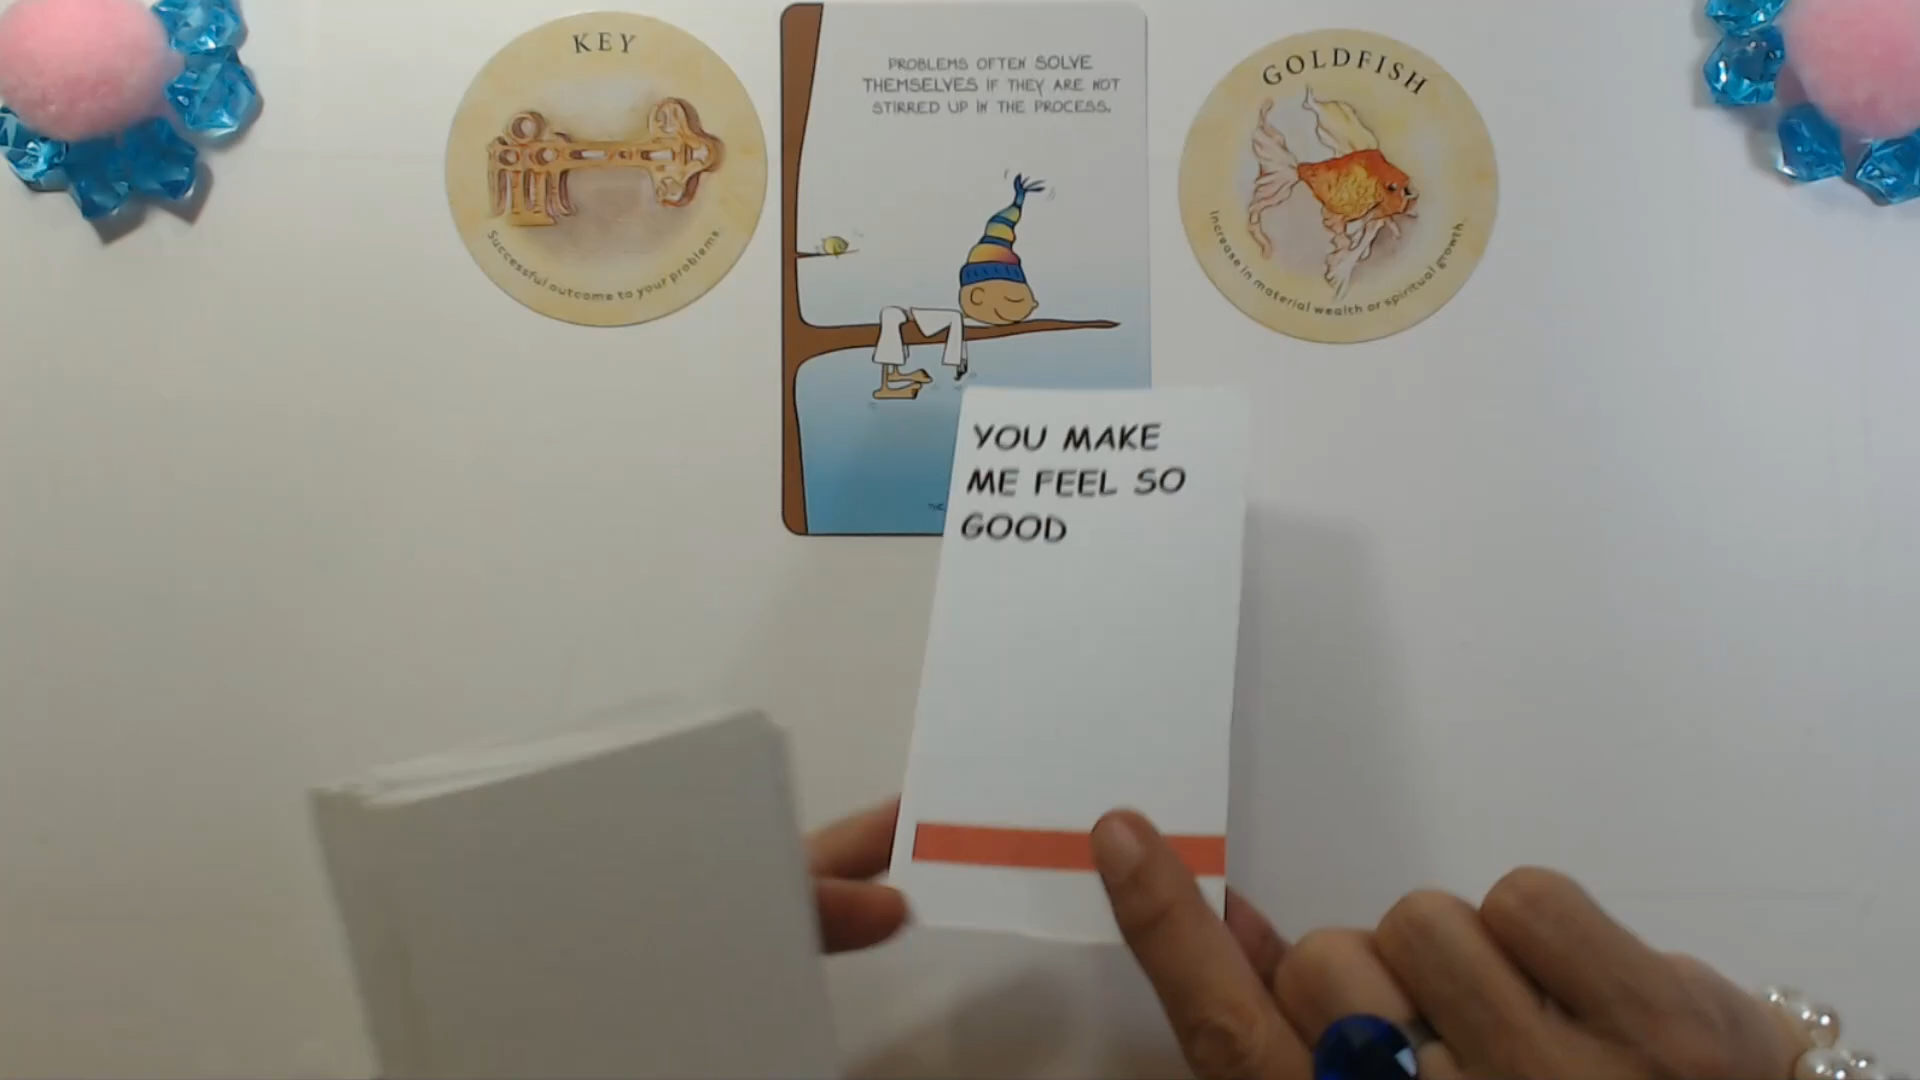 KEY
Successful outcome to your problems.
PROBLEMS OFTEN SOLVE
THEMSELVES IF THEY ARE NOT
STIRRED UP IN THE PROCESS.
GOLDFISH
Increase in material wealth or spiritual growth.
YOU MAKE
ME FEEL SO
GOOD